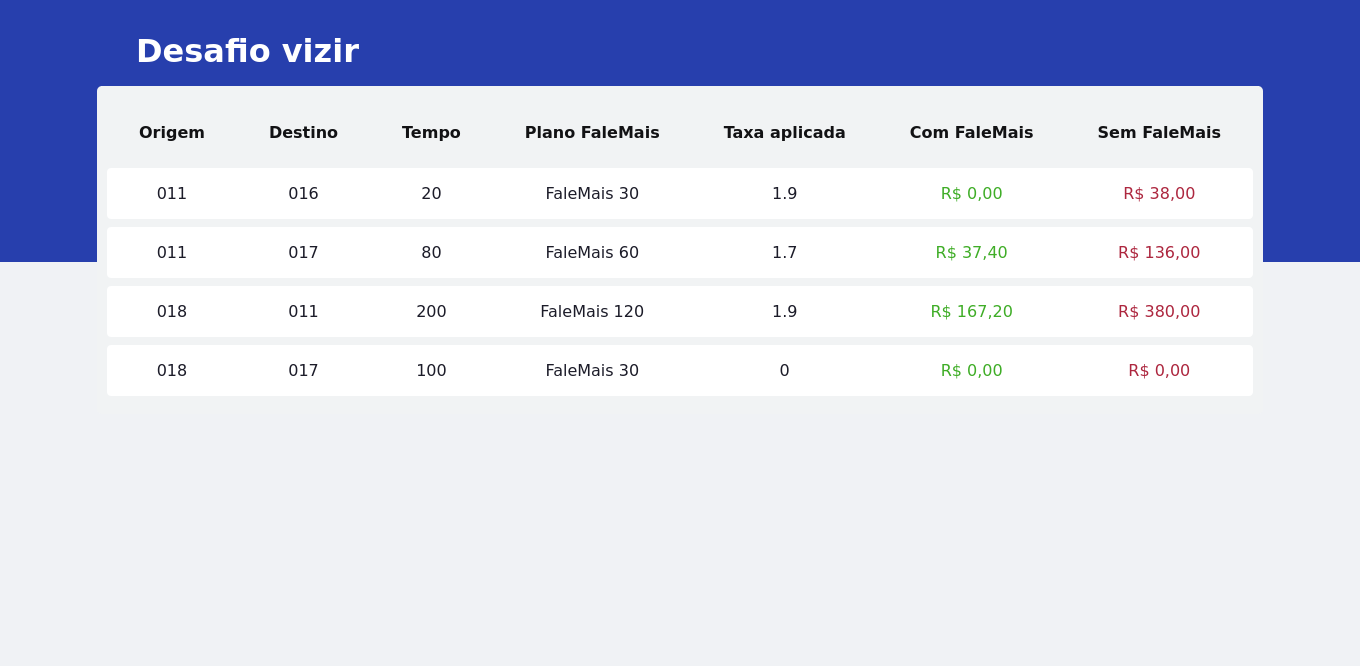 Desafio vizir
Origem Destino Tempo Plano FaleMais Taxa aplicada Com FaleMais Sem FaleMais
011 016 20 FaleMais 30 1.9 R$ 0,00 R$ 38,00
011 017 80 FaleMais 60 1.7 R$ 37,40 R$ 136,00
018 011 200 FaleMais 120 1.9 R$ 167,20 R$ 380,00
018 017 100 FaleMais 30 0 R$ 0,00 R$ 0,00